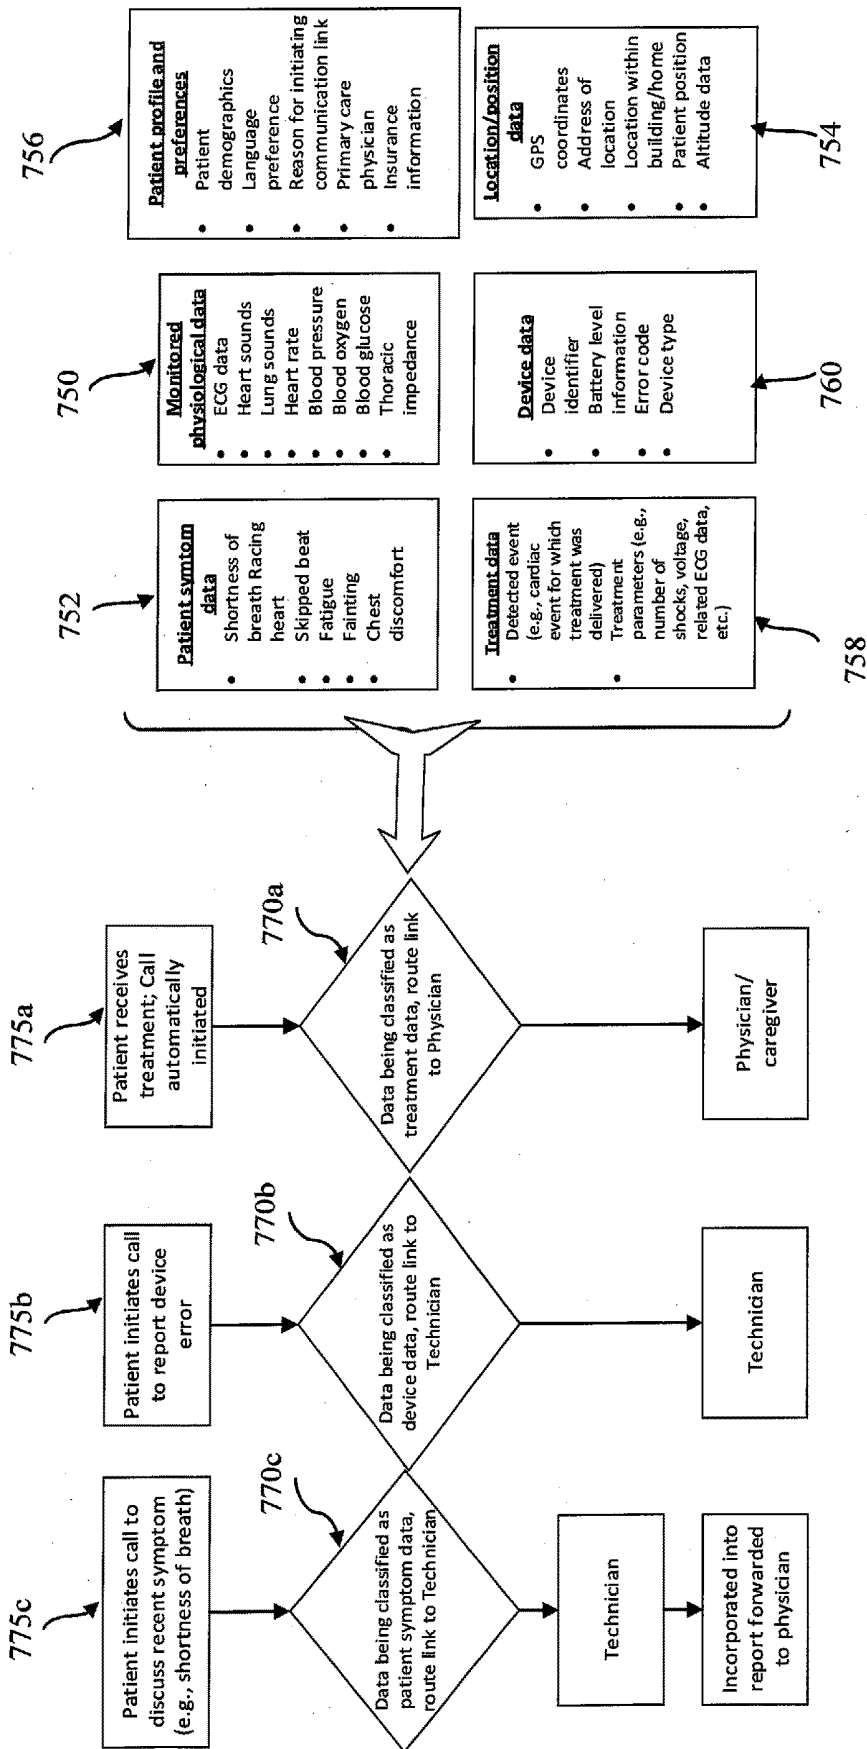 775c
Patient initiates call to
discuss recent symptom
(e.g., shortness of breath)
770c
Data being classified as
patient symptom data,
route link to Technician
Technician
Incorporated into
report forwarded
to physician
775b
Patient initiates call
to report device
error
770b
Data being classified as
device data, route link to
Technician
Technician
775a
Patient receives
treatment; Call
automatically
initiated
770a
Data being classified as
treatment data, route link
to Physician
Physician/
caregiver
752
Patient symtom
data
• Shortness of
breath Racing
heart
• Skipped beat
• Fatigue
• Fainting
• Chest
discomfort
750
Monitored
physiological data
• ECG data
• Heart sounds
• Lung sounds
• Heart rate
• Blood pressure
• Blood oxygen
• Blood glucose
• Thoracic
impedance
756
Patient profile and
preferences
• Patient
demographics
• Language
preference
• Reason for initiating
communication link
• Primary care
physician
• Insurance
information
Treatment data
• Detected event
(e.g., cardiac
event for which
treatment was
delivered)
• Treatment
parameters (e.g.,
number of
shocks, voltage,
related ECG data,
etc.)
758
Device data
• Device
identifier
• Battery level
information
• Error code
• Device type
760
Location/position
data
• GPS
coordinates
• Address of
location
• Location within
building/home
• Patient position
• Altitude data
754